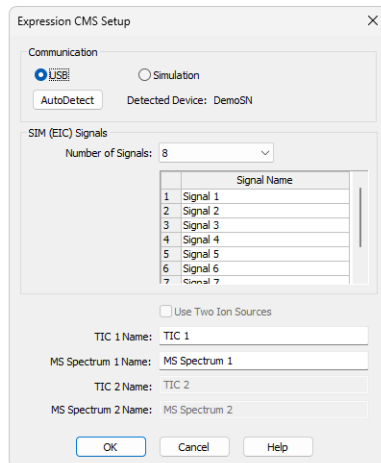 Expression CMS Setup
Communication
USB Simulation
AutoDetect Detected Device: DemoSN
SIM (EIC) Signals
Number of Signals: 8
Signal Name
1 Signal 1
2 Signal 2
3 Signal 3
4 Signal 4
5 Signal 5
6 Signal 6
7 Signal 7
Use Two Ion Sources
TIC 1 Name: TIC 1
MS Spectrum 1 Name: MS Spectrum 1
TIC 2 Name: TIC 2
MS Spectrum 2 Name: MS Spectrum 2
OK Cancel Help